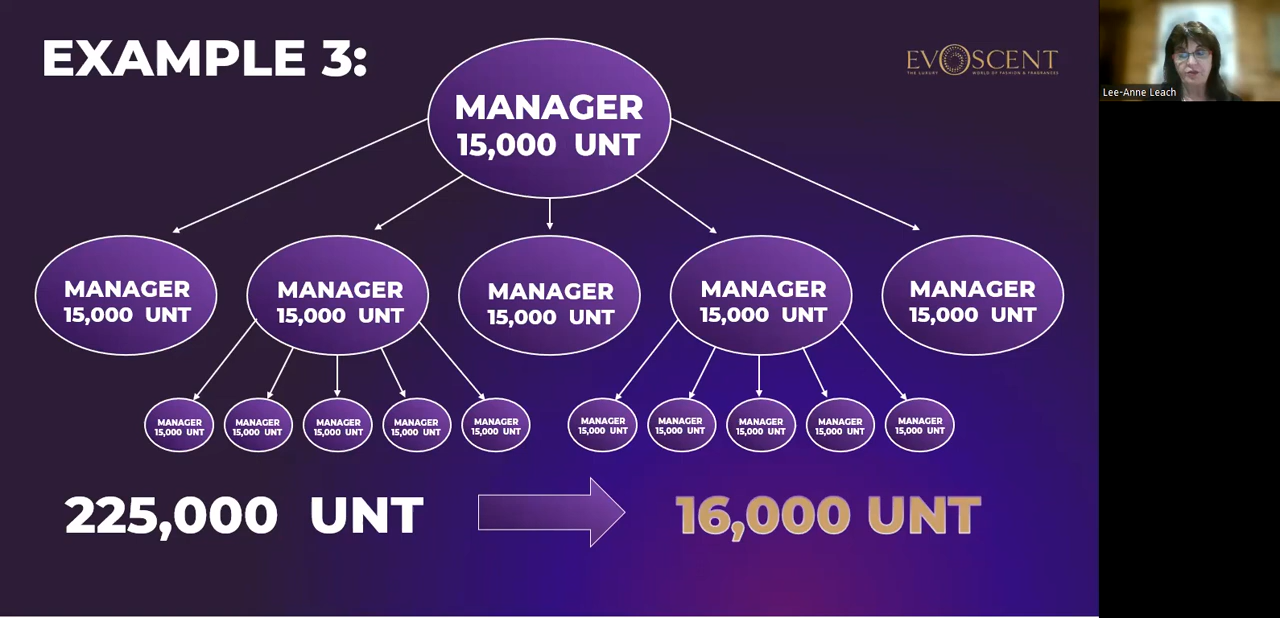 EXAMPLE 3:
EVOSCENT
THE LUXURY WORLD OF FASHION & FRAGRANCES
Lee-Anne Leach
MANAGER
15,000 UNT
MANAGER
15,000 UNT
MANAGER
15,000 UNT
MANAGER
15,000 UNT
MANAGER
15,000 UNT
MANAGER
15,000 UNT
MANAGER
15,000 UNT
MANAGER
15,000 UNT
MANAGER
15,000 UNT
MANAGER
15,000 UNT
MANAGER
15,000 UNT
MANAGER
15,000 UNT
MANAGER
15,000 UNT
MANAGER
15,000 UNT
MANAGER
15,000 UNT
MANAGER
15,000 UNT
225,000 UNT
16,000 UNT